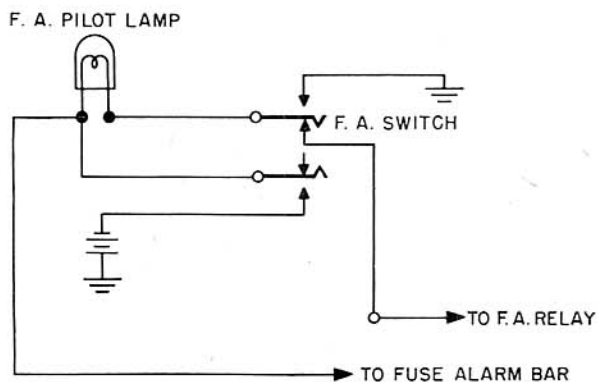 F. A. PILOT LAMP
F. A. SWITCH
TO F. A. RELAY
TO FUSE ALARM BAR